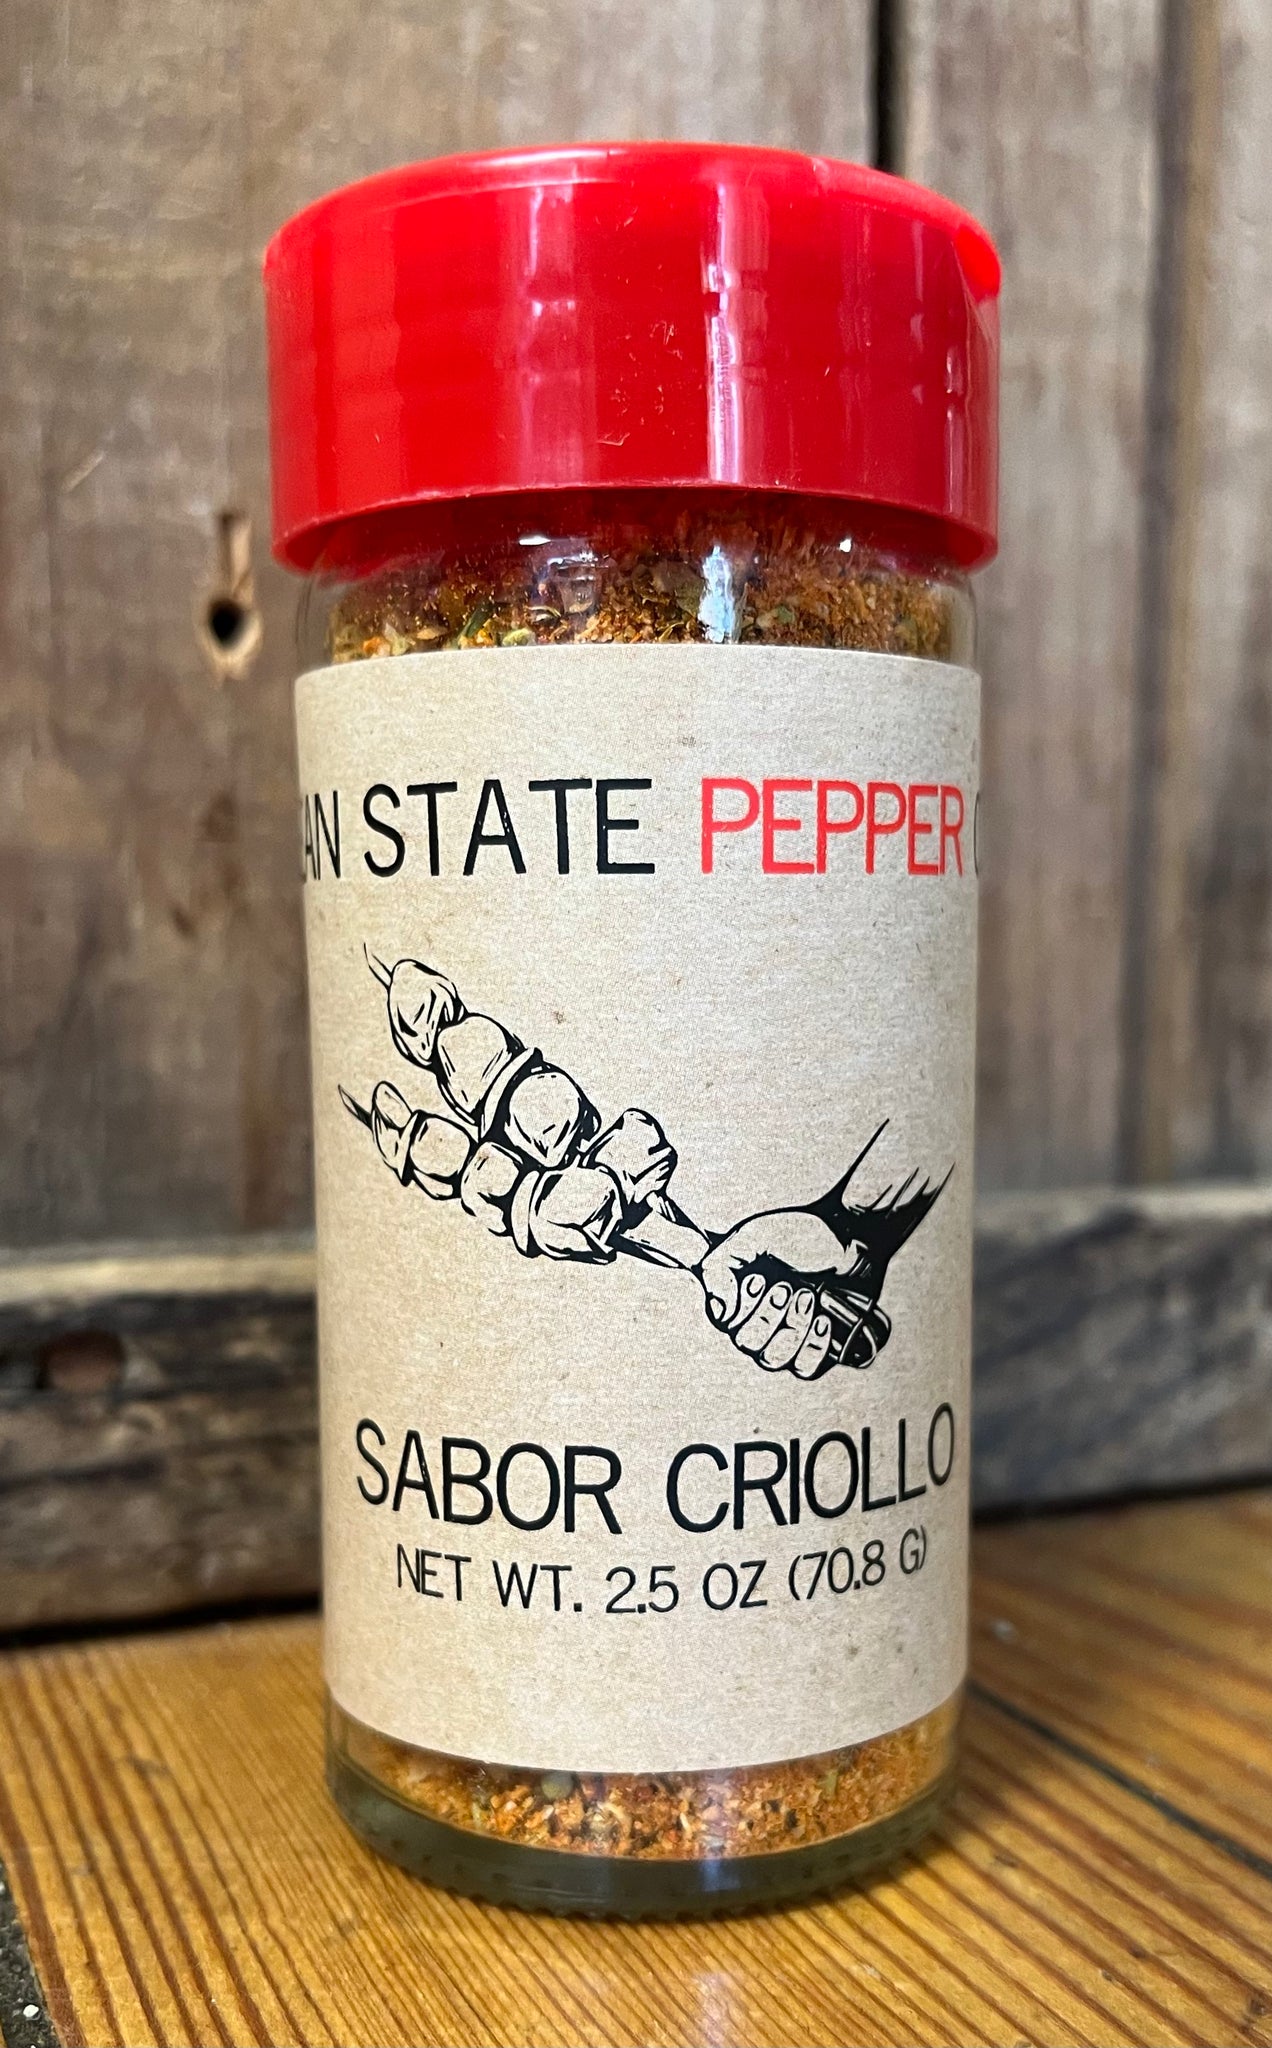 STATE PEPPER
SABOR CRIOLLO
NET WT. 2.5 OZ (70.8 G)